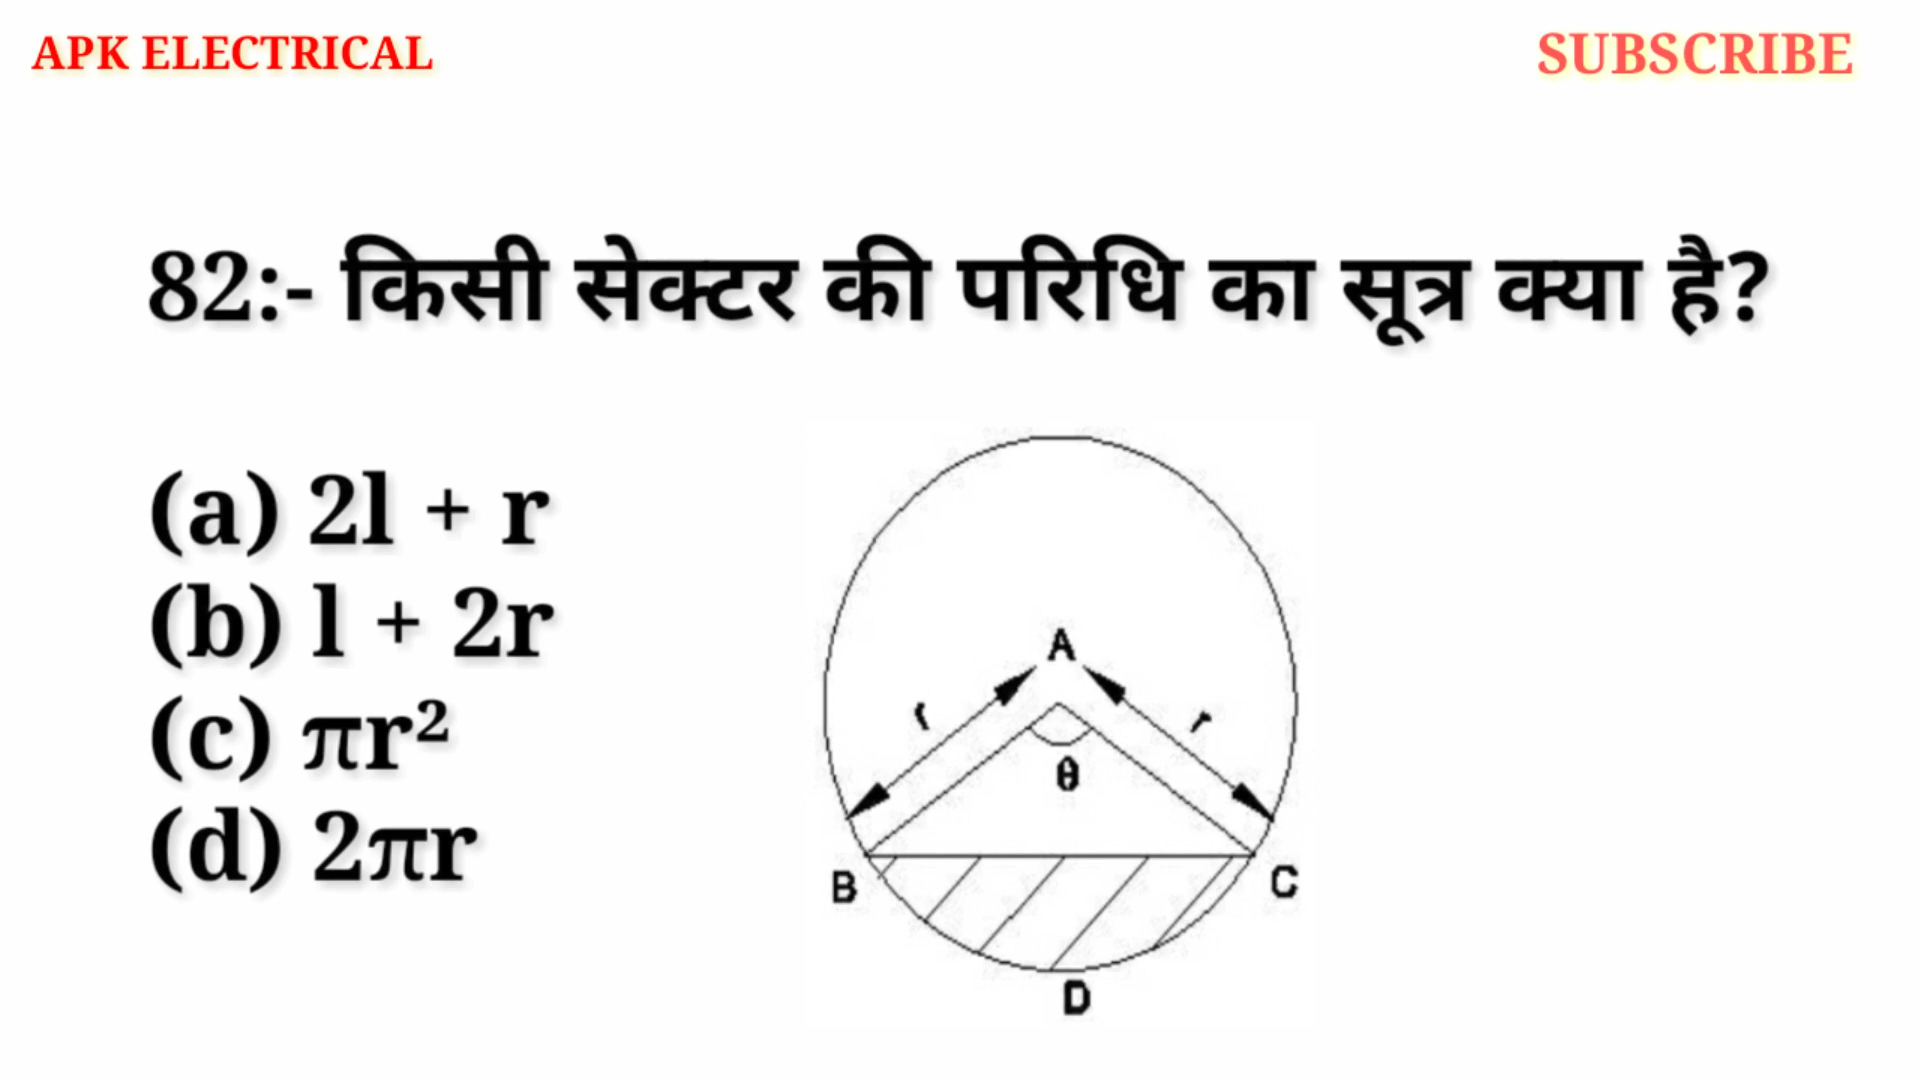 APK ELECTRICAL
SUBSCRIBE
82:- किसी सेक्टर की परिधि का सूत्र क्या है?
(a) 2l + r
(b) l + 2r
(c) πr²
(d) 2πr
A
r
r
θ
B
C
D